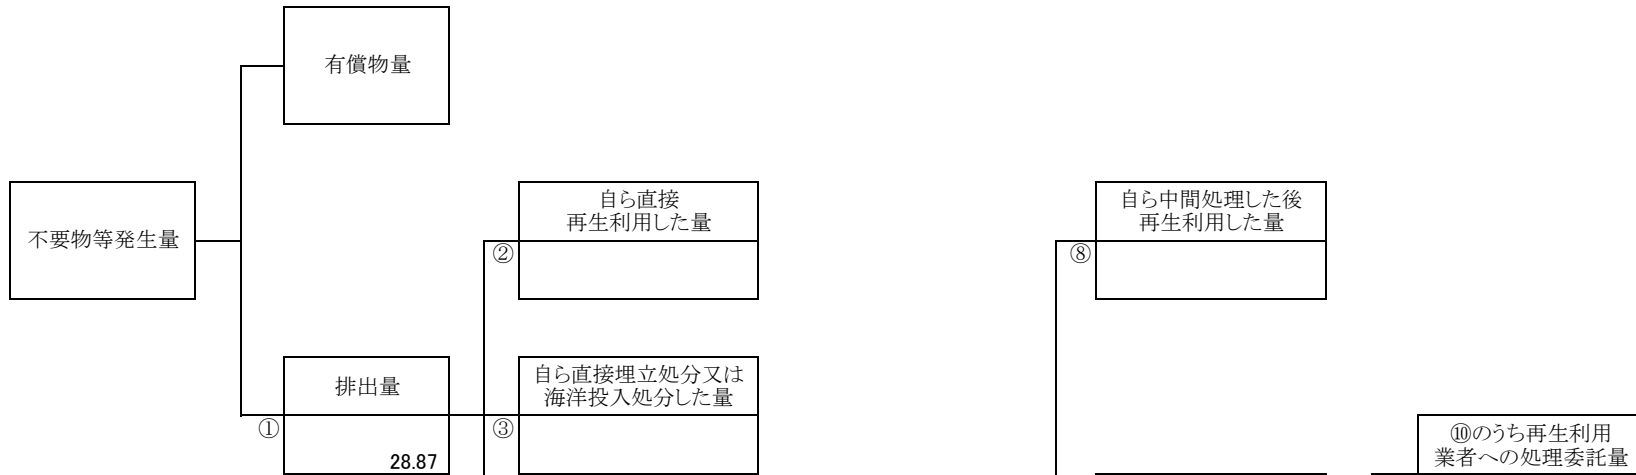 有償物量
不要物等発生量
自ら直接
再生利用した量
②
自ら中間処理した後
再生利用した量
⑧
排出量
①
28.87
自ら直接埋立処分又は
海洋投入処分した量
③
⑩のうち再生利用
業者への処理委託量